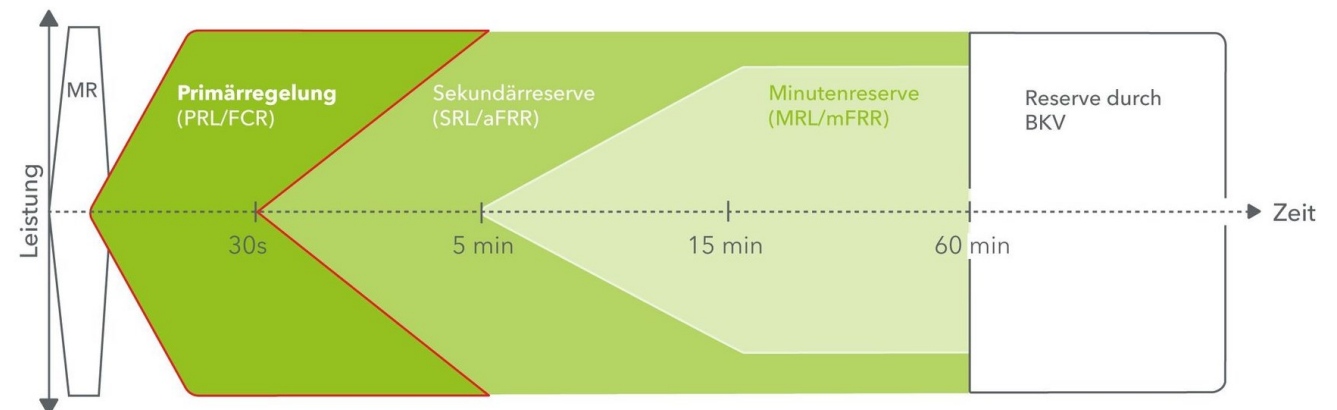 MR
Primärregelung
(PRL/FCR)
Sekundärreserve
(SRL/aFRR)
Minutenreserve
(MRL/mFRR)
Reserve durch
BKV
Leistung
Zeit
30s
5 min
15 min
60 min